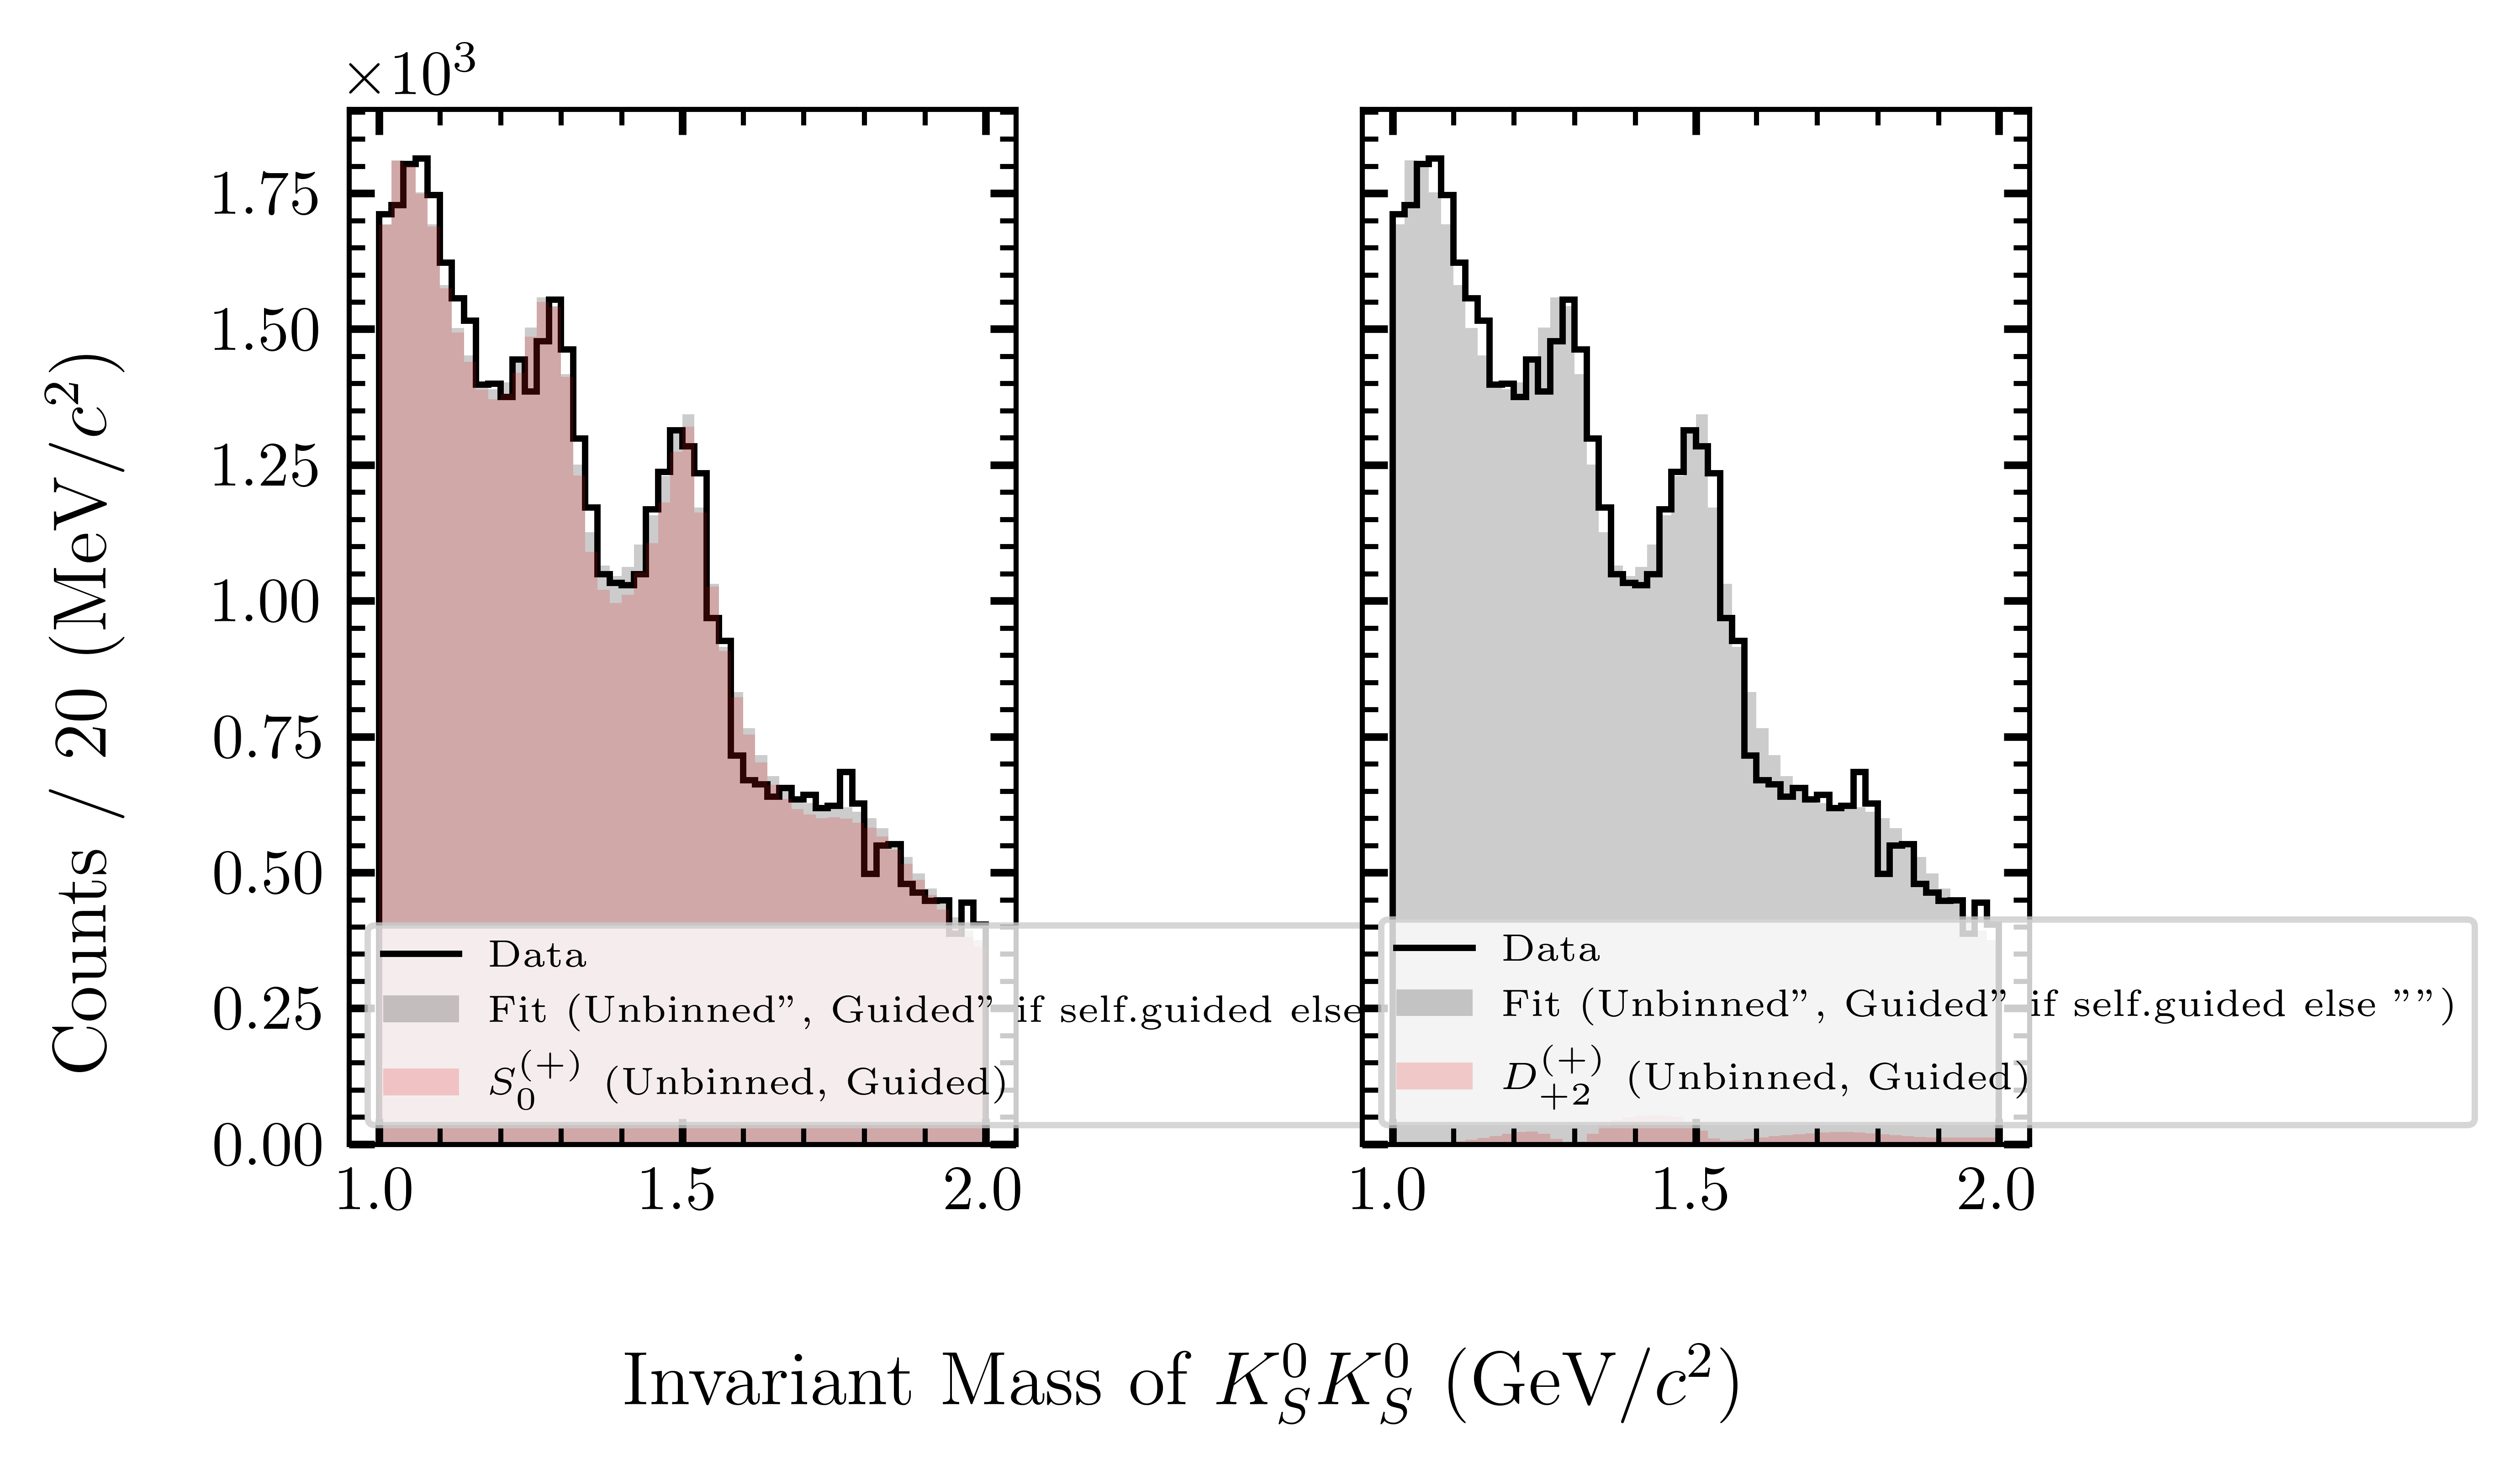 ×10³
1.75
1.50
1.25
1.00
0.75
0.50
0.25
0.00
Counts / 20 (MeV/c²)
Data
Fit (Unbinned”, Guided” if self.guided else
S₀⁽⁺⁾ (Unbinned, Guided)
1.0 1.5 2.0
Data
Fit (Unbinned”, Guided” if self.guided else ””)
D₊₂⁽⁺⁾ (Unbinned, Guided)
1.0 1.5 2.0
Invariant Mass of K_S^0K_S^0 (GeV/c²)